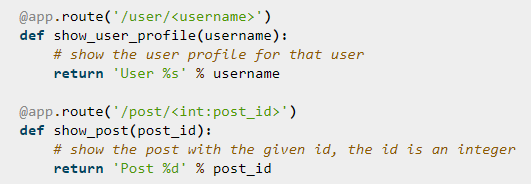 @app.route('/user/<username>')
def show_user_profile(username):
    # show the user profile for that user
    return 'User %s' % username

@app.route('/post/<int:post_id>')
def show_post(post_id):
    # show the post with the given id, the id is an integer
    return 'Post %d' % post_id